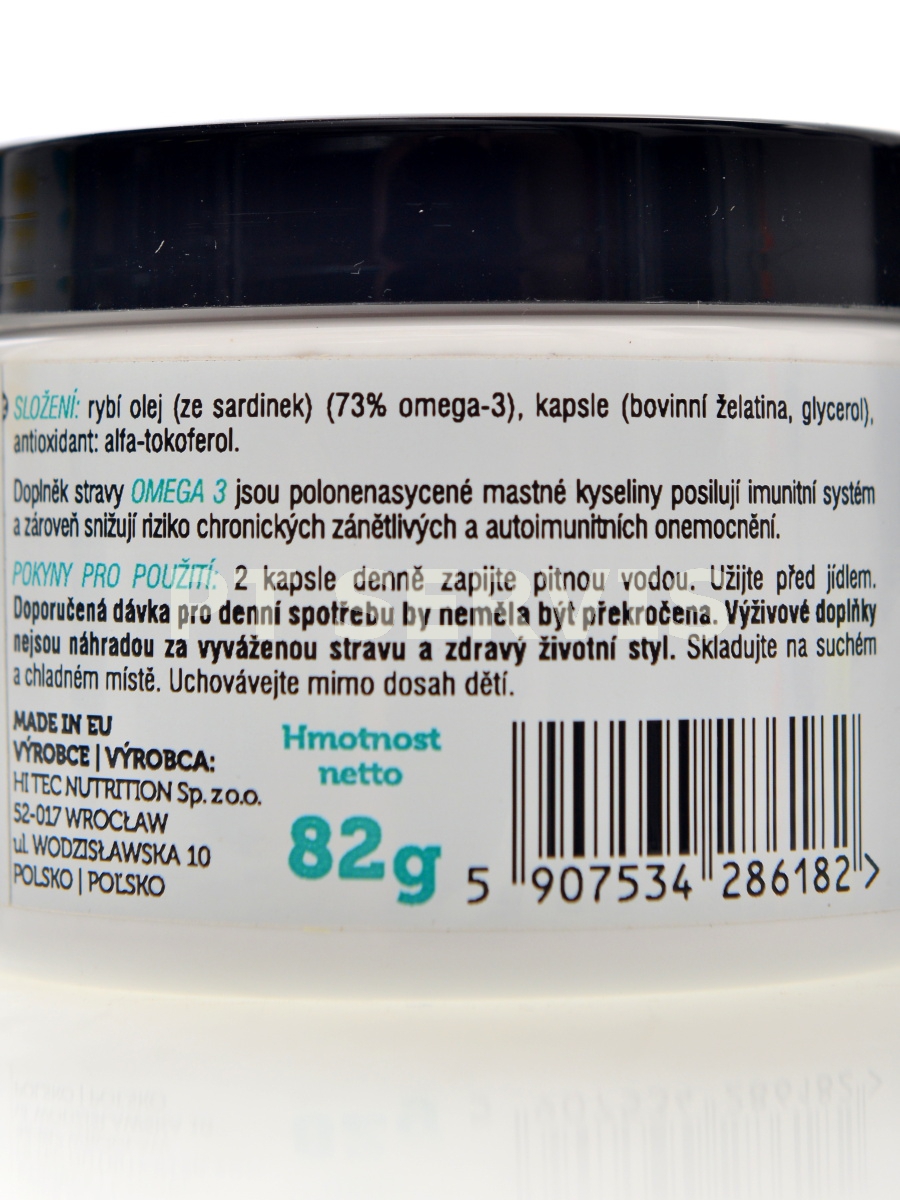 SLOŽENÍ: rybí olej (ze sardinek) (73% omega-3), kapsle (bovinní želatina, glycerol),
antioxidant: alfa-tokoferol.
Doplněk stravy OMEGA 3 jsou polonenasycené mastné kyseliny posilují imunitní systém
a zároveň snižují riziko chronických zánětlivých a autoimunitních onemocnění.
POKYNY PRO POUŽITÍ: 2 kapsle denně zapijte pitnou vodou. Užijte před jídlem.
Doporučená dávka pro denní spotřebu by neměla být překročena. Výživové doplňky
nejsou náhradou za vyváženou stravu a zdravý životní styl. Skladujte na suchém
a chladném místě. Uchovávejte mimo dosah dětí.
MADE IN EU
VÝROBCE | VÝROBCA:
HI TEC NUTRITION Sp. z o.o.
52-017 WROCŁAW
ul. WODZISŁAWSKA 10
POLSKO | POĽSKO
Hmotnost
netto
82g
5 907534 286182 >